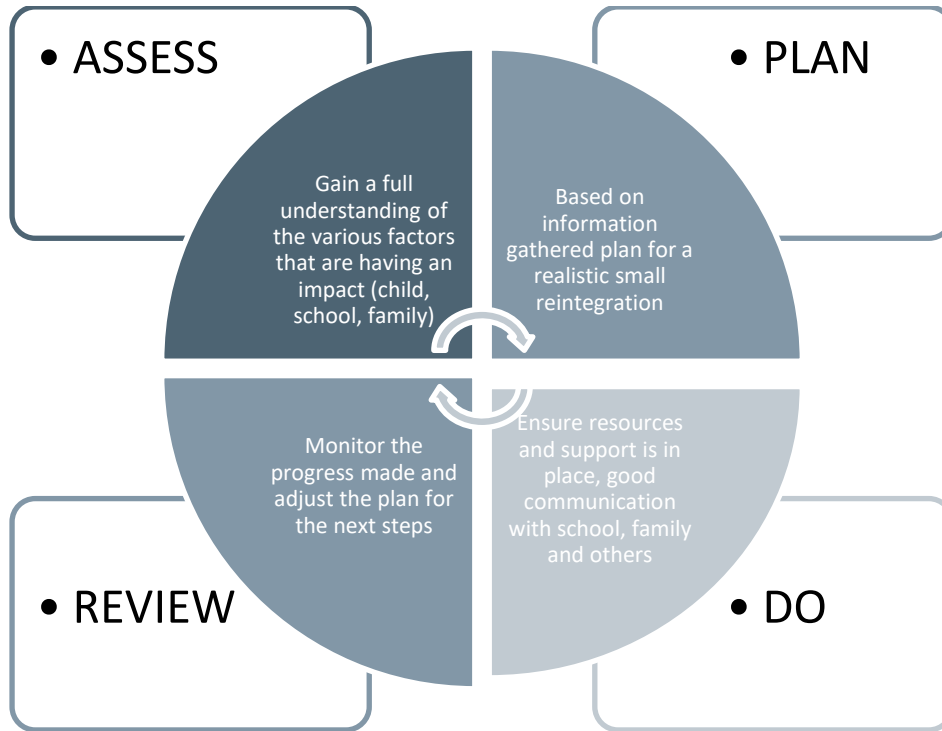 • ASSESS
Gain a full
understanding of
the various factors
that are having an
impact (child,
school, family)
• PLAN
Based on
information
gathered plan for a
realistic small
reintegration
• REVIEW
Monitor the
progress made and
adjust the plan for
the next steps
• DO
Ensure resources
and support is in
place, good
communication
with school, family
and others